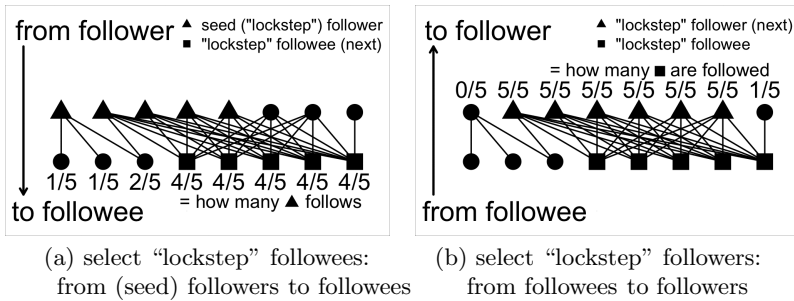 from follower
▲ seed ("lockstep") follower
■ "lockstep" followee (next)
1/5 1/5 2/5 4/5 4/5 4/5 4/5 4/5
to followee
= how many ▲ follows
(a) select “lockstep” followees:
from (seed) followers to followees
to follower
▲ "lockstep" follower (next)
■ "lockstep" followee
= how many ■ are followed
0/5 5/5 5/5 5/5 5/5 5/5 5/5 1/5
from followee
(b) select “lockstep” followers:
from followees to followers